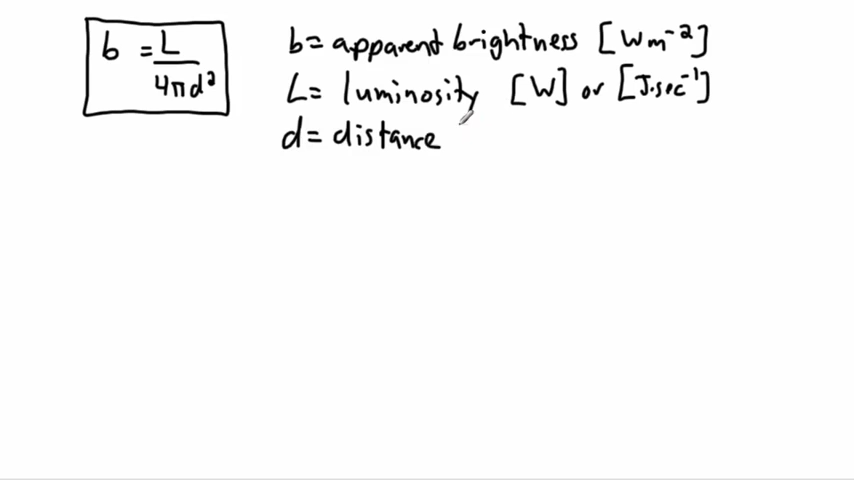 b = L / 4πd²
b = apparent brightness [Wm⁻²]
L = luminosity [W] or [J·sec⁻¹]
d = distance